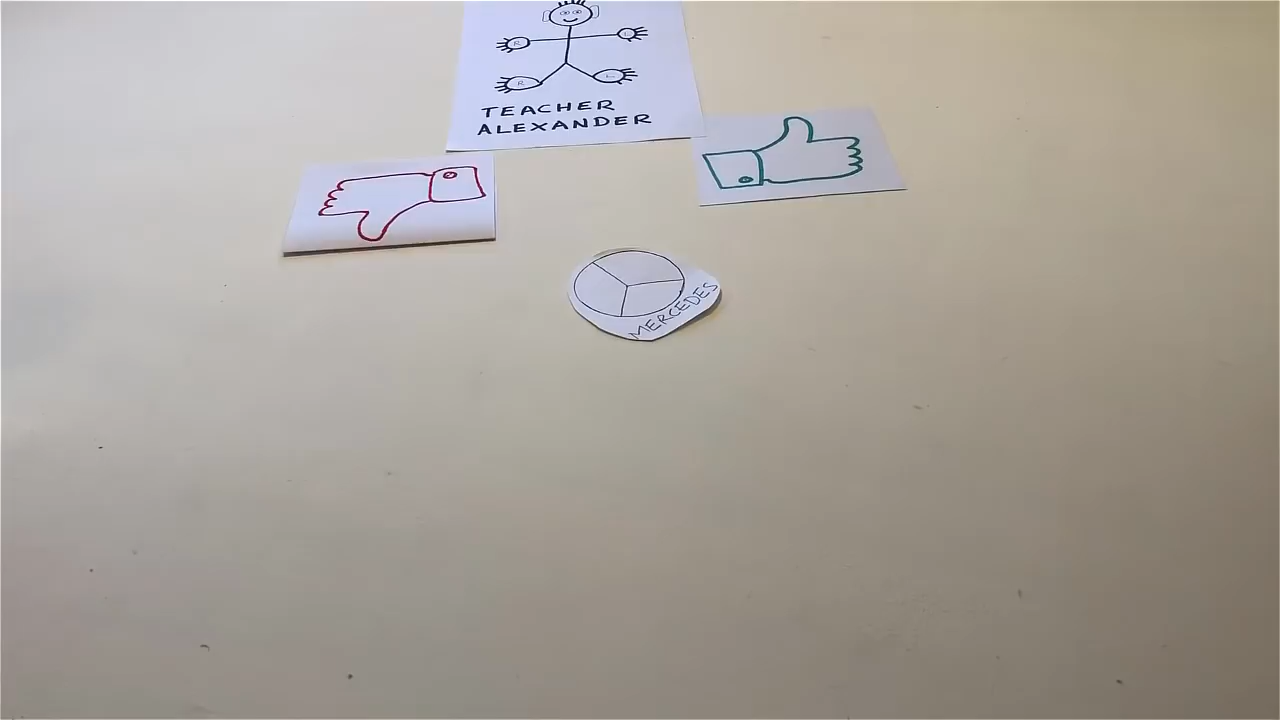 R L
R L
TEACHER
ALEXANDER
MERCEDES